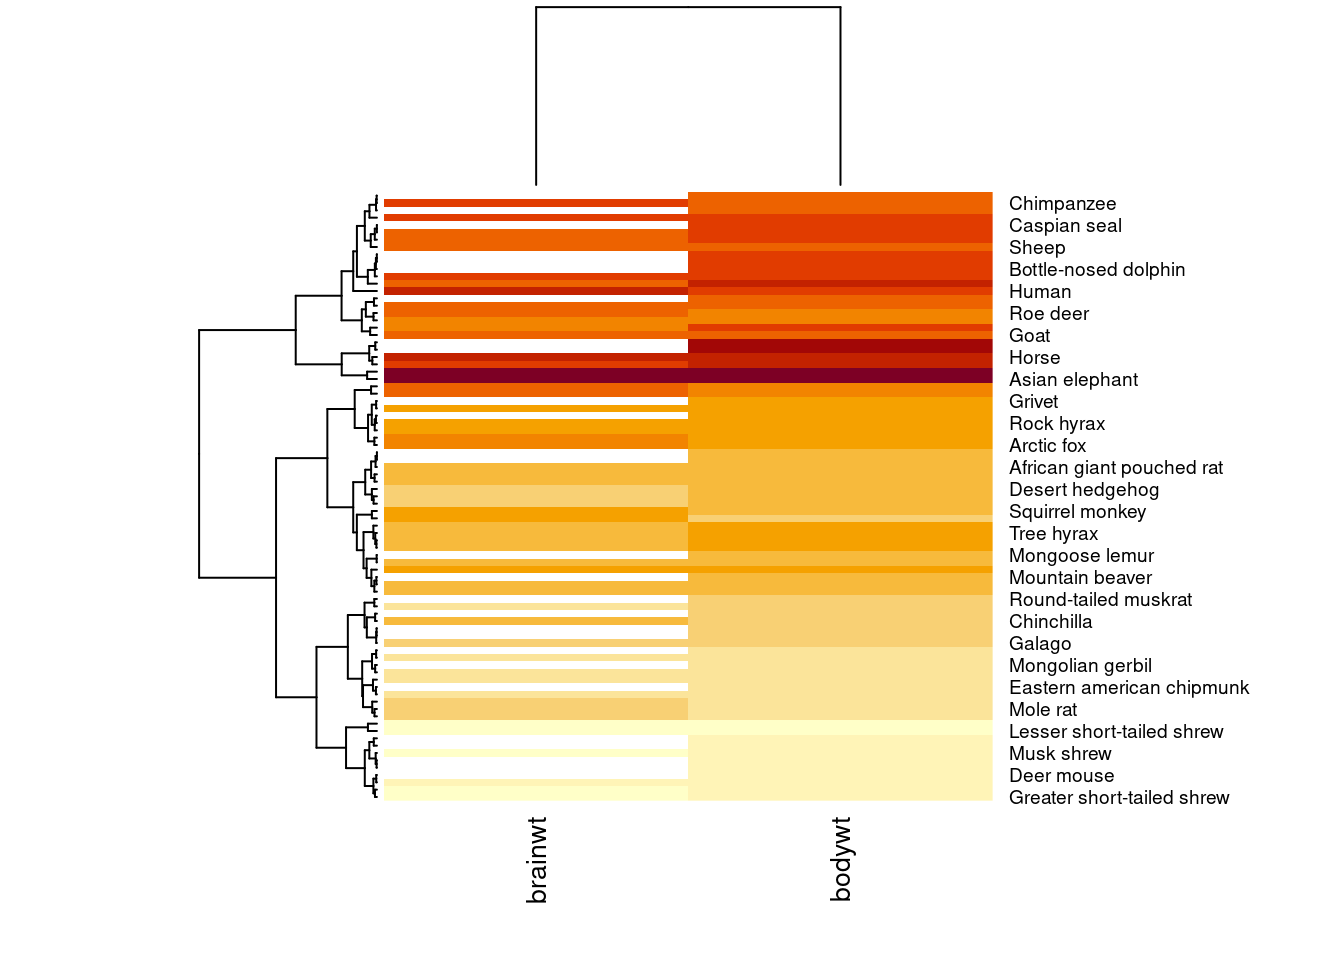 Chimpanzee
Caspian seal
Sheep
Bottle-nosed dolphin
Human
Roe deer
Goat
Horse
Asian elephant
Grivet
Rock hyrax
Arctic fox
African giant pouched rat
Desert hedgehog
Squirrel monkey
Tree hyrax
Mongoose lemur
Mountain beaver
Round-tailed muskrat
Chinchilla
Galago
Mongolian gerbil
Eastern american chipmunk
Mole rat
Lesser short-tailed shrew
Musk shrew
Deer mouse
Greater short-tailed shrew
brainwt
bodywt